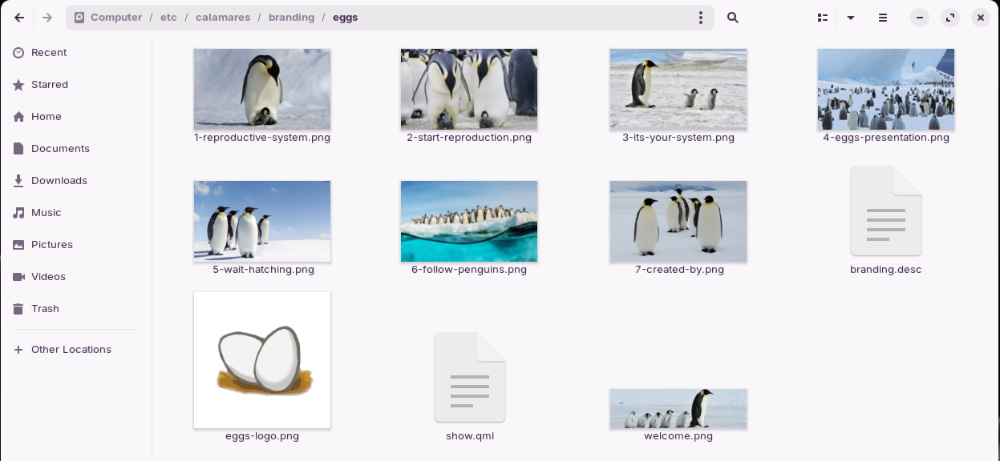 Computer / etc / calamares / branding / eggs
Recent
Starred
Home
Documents
Downloads
Music
Pictures
Videos
Trash
Other Locations
1-reproductive-system.png
2-start-reproduction.png
3-its-your-system.png
4-eggs-presentation.png
5-wait-hatching.png
6-follow-penguins.png
7-created-by.png
branding.desc
eggs-logo.png
show.qml
welcome.png